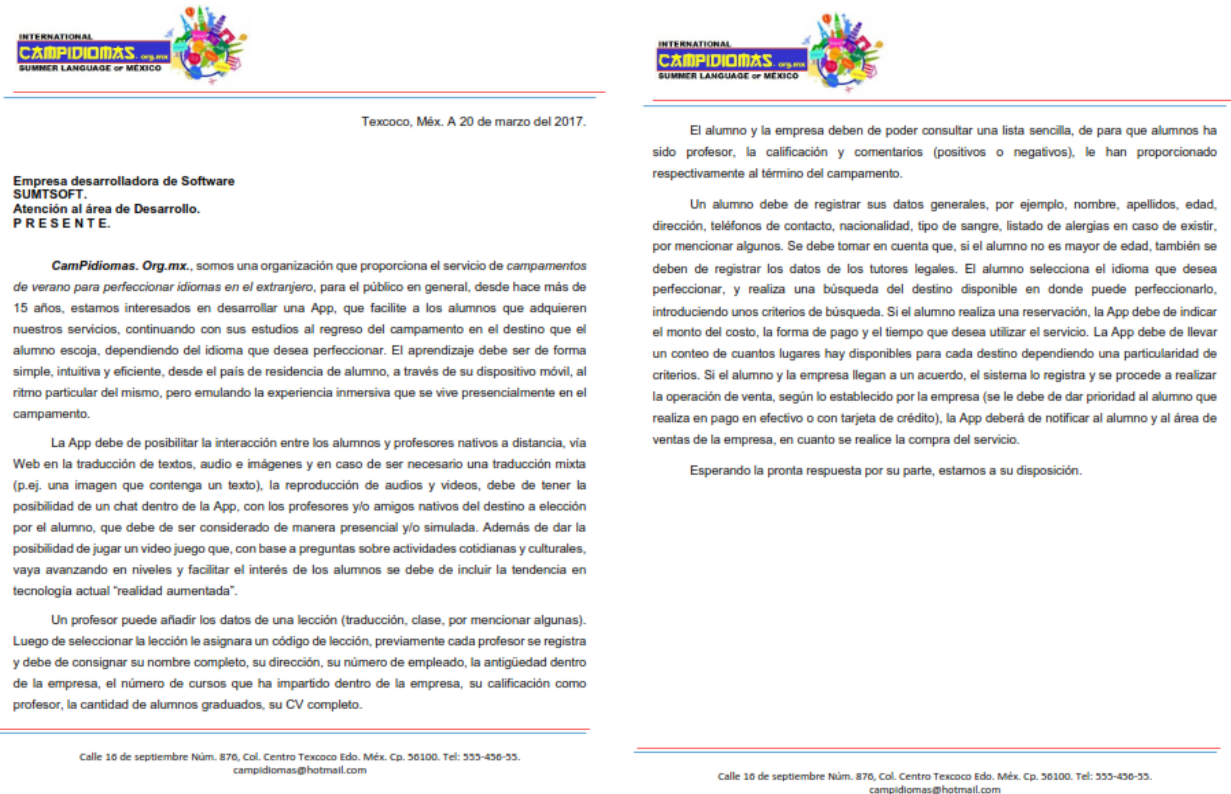 INTERNATIONAL
CAMPIDIOMAS. org.mx
SUMMER LANGUAGE OF MÉXICO
Texcoco, Méx. A 20 de marzo del 2017.
Empresa desarrolladora de Software
SUMTSOFT.
Atención al área de Desarrollo.
P R E S E N T E.
CamPidiomas. Org.mx., somos una organización que proporciona el servicio de campamentos
de verano para perfeccionar idiomas en el extranjero, para el público en general, desde hace más de
15 años, estamos interesados en desarrollar una App, que facilite a los alumnos que adquieren
nuestros servicios, continuando con sus estudios al regreso del campamento en el destino que el
alumno escoja, dependiendo del idioma que desea perfeccionar. El aprendizaje debe ser de forma
simple, intuitiva y eficiente, desde el país de residencia de alumno, a través de su dispositivo móvil, al
ritmo particular del mismo, pero emulando la experiencia inmersiva que se vive presencialmente en el
campamento.
La App debe de posibilitar la interacción entre los alumnos y profesores nativos a distancia, vía
Web en la traducción de textos, audio e imágenes y en caso de ser necesario una traducción mixta
(p.ej. una imagen que contenga un texto), la reproducción de audios y videos, debe de tener la
posibilidad de un chat dentro de la App, con los profesores y/o amigos nativos del destino a elección
por el alumno, que debe de ser considerado de manera presencial y/o simulada. Además de dar la
posibilidad de jugar un video juego que, con base a preguntas sobre actividades cotidianas y culturales,
vaya avanzando en niveles y facilitar el interés de los alumnos se debe de incluir la tendencia en
tecnología actual “realidad aumentada”.
Un profesor puede añadir los datos de una lección (traducción, clase, por mencionar algunas).
Luego de seleccionar la lección le asignara un código de lección, previamente cada profesor se registra
y debe de consignar su nombre completo, su dirección, su número de empleado, la antigüedad dentro
de la empresa, el número de cursos que ha impartido dentro de la empresa, su calificación como
profesor, la cantidad de alumnos graduados, su CV completo.
Calle 16 de septiembre Núm. 876, Col. Centro Texcoco Edo. Méx. Cp. 56100. Tel: 555-456-55.
campidiomas@hotmail.com
INTERNATIONAL
CAMPIDIOMAS. org.mx
SUMMER LANGUAGE OF MÉXICO
El alumno y la empresa deben de poder consultar una lista sencilla, de para que alumnos ha
sido profesor, la calificación y comentarios (positivos o negativos), le han proporcionado
respectivamente al término del campamento.
Un alumno debe de registrar sus datos generales, por ejemplo, nombre, apellidos, edad,
dirección, teléfonos de contacto, nacionalidad, tipo de sangre, listado de alergias en caso de existir,
por mencionar algunos. Se debe tomar en cuenta que, si el alumno no es mayor de edad, también se
deben de registrar los datos de los tutores legales. El alumno selecciona el idioma que desea
perfeccionar, y realiza una búsqueda del destino disponible en donde puede perfeccionarlo,
introduciendo unos criterios de búsqueda. Si el alumno realiza una reservación, la App debe de indicar
el monto del costo, la forma de pago y el tiempo que desea utilizar el servicio. La App debe de llevar
un conteo de cuantos lugares hay disponibles para cada destino dependiendo una particularidad de
criterios. Si el alumno y la empresa llegan a un acuerdo, el sistema lo registra y se procede a realizar
la operación de venta, según lo establecido por la empresa (se le debe de dar prioridad al alumno que
realiza en pago en efectivo o con tarjeta de crédito), la App deberá de notificar al alumno y al área de
ventas de la empresa, en cuanto se realice la compra del servicio.
Esperando la pronta respuesta por su parte, estamos a su disposición.
Calle 16 de septiembre Núm. 876, Col. Centro Texcoco Edo. Méx. Cp. 56100. Tel: 555-456-55.
campidiomas@hotmail.com